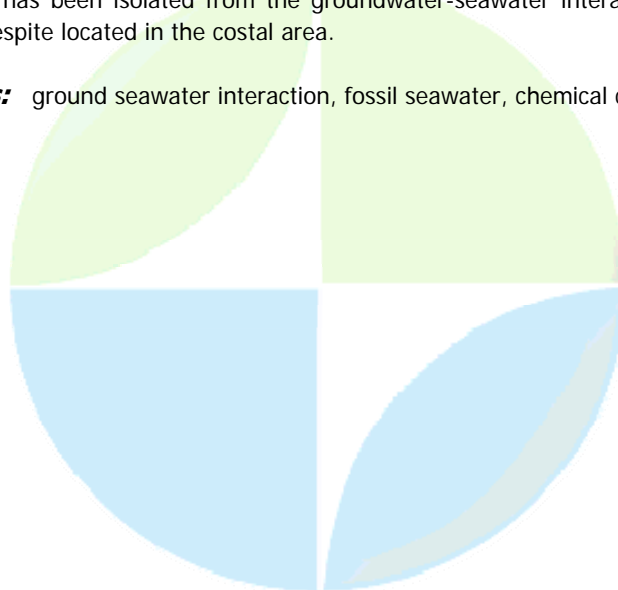 has been isolated from the groundwater-seawater
espite located in the costal area.
ground seawater interaction, fossil seawater, chemical